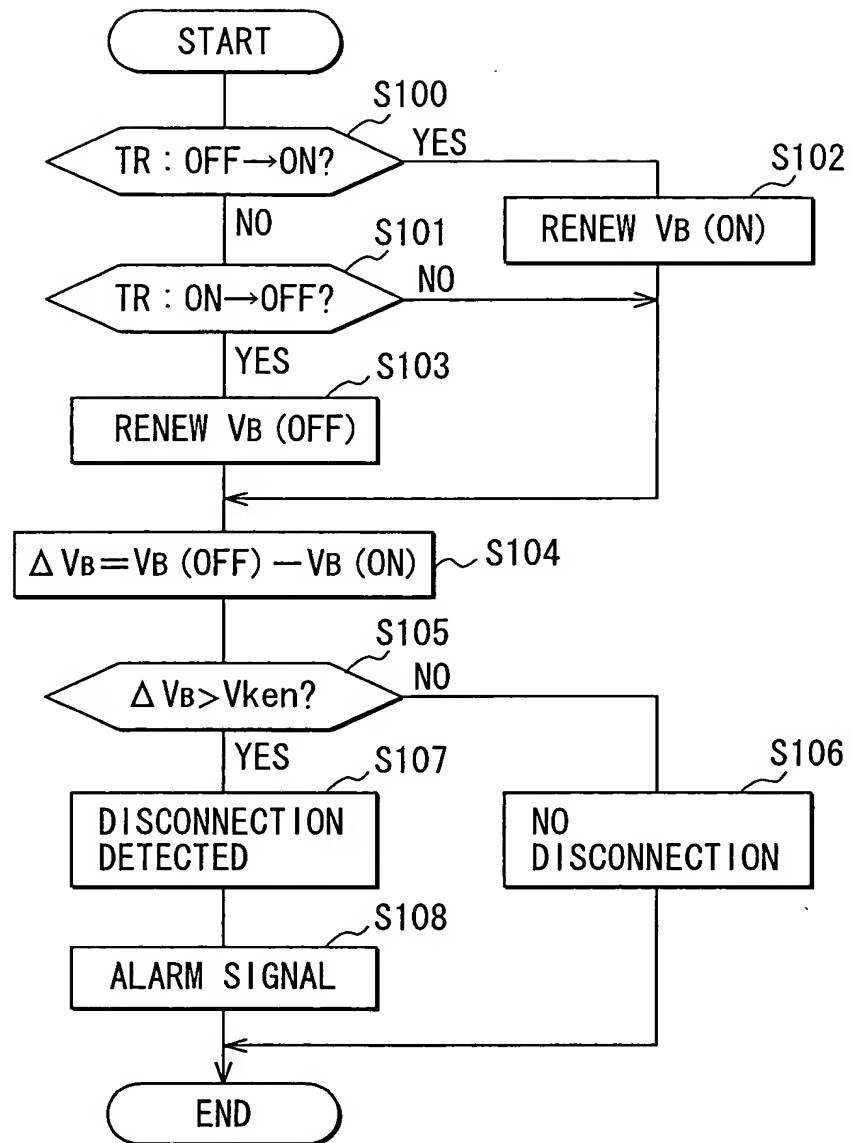 START
S100
TR : OFF→ON?
YES
S102
RENEW VB (ON)
NO
S101
TR : ON→OFF?
NO
YES
S103
RENEW VB (OFF)
ΔVB=VB (OFF) −VB (ON)
S104
S105
ΔVB>Vken?
NO
YES
S107
S106
DISCONNECTION
DETECTED
NO
DISCONNECTION
S108
ALARM SIGNAL
END